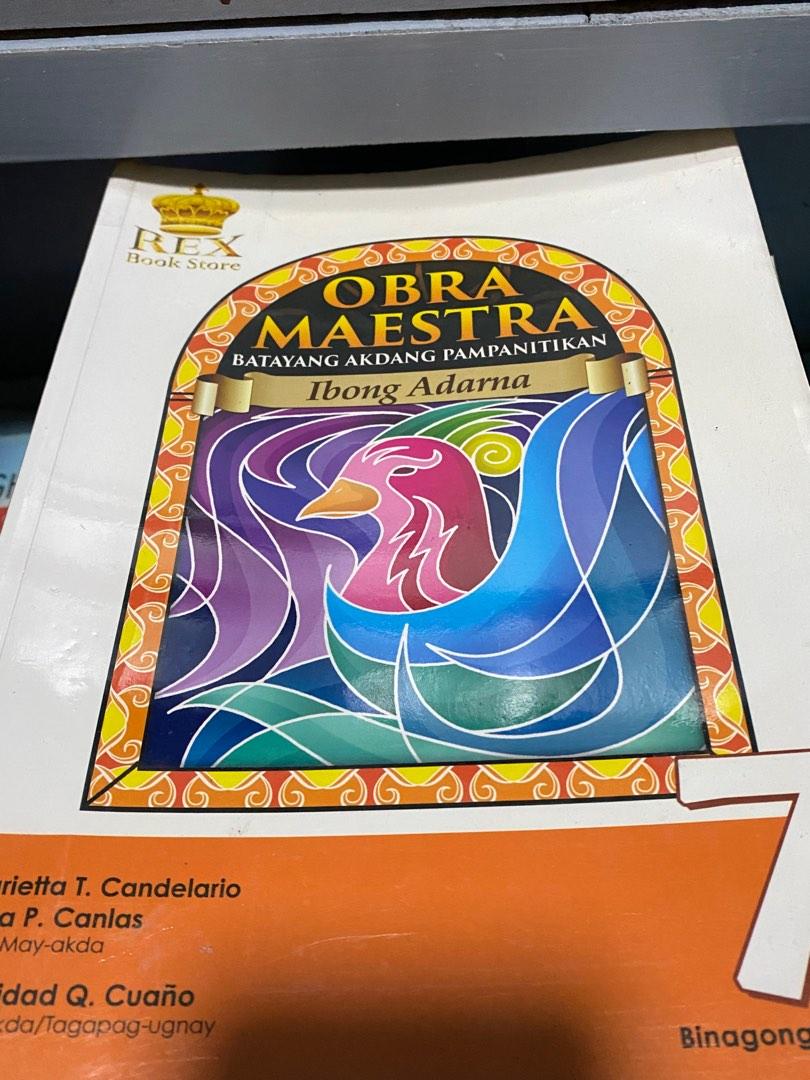 REX
Book Store
OBRA
MAESTRA
BATAYANG AKDANG PAMPANITIKAN
Ibong Adarna
rietta T. Candelario
a P. Canlas
May-akda
idad Q. Cuaño
kda/Tagapag-ugnay
7
Binagong